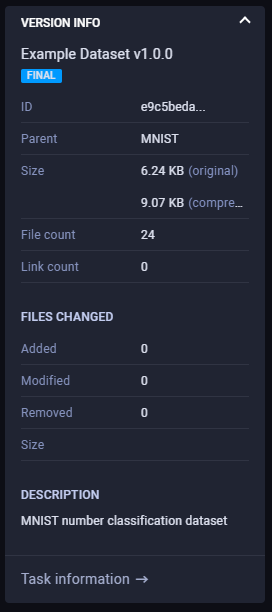 VERSION INFO
Example Dataset v1.0.0
FINAL
ID e9c5beda...
Parent MNIST
Size 6.24 KB (original)
9.07 KB (compre...
File count 24
Link count 0
FILES CHANGED
Added 0
Modified 0
Removed 0
Size
DESCRIPTION
MNIST number classification dataset
Task information →